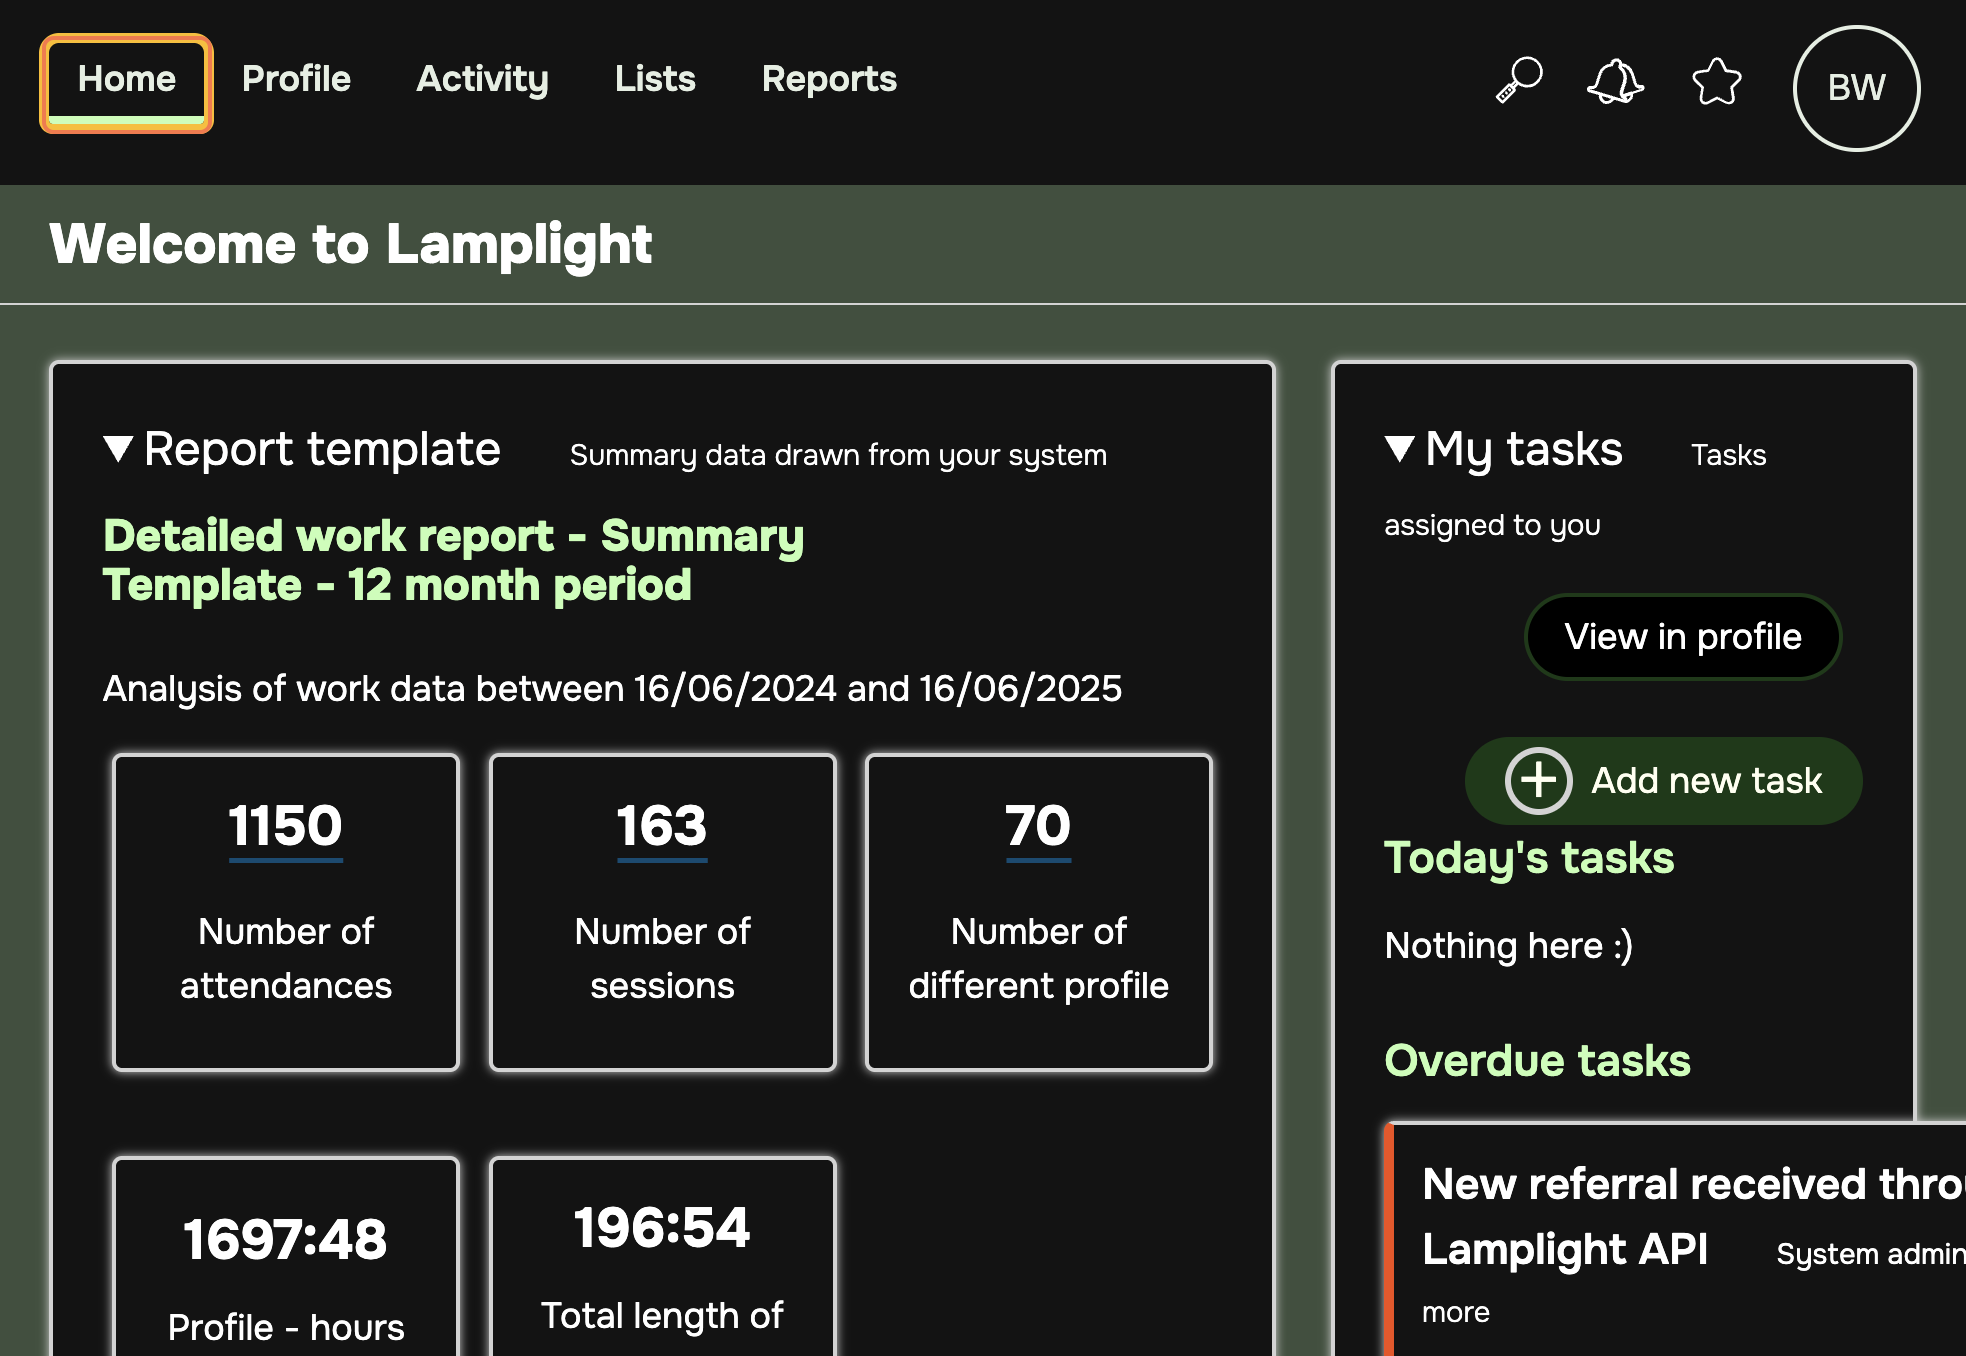 Home Profile Activity Lists Reports BW
Welcome to Lamplight
Report template Summary data drawn from your system
Detailed work report - Summary
Template - 12 month period
Analysis of work data between 16/06/2024 and 16/06/2025
1150
Number of
attendances
163
Number of
sessions
70
Number of
different profile
1697:48
Profile - hours
196:54
Total length of
My tasks Tasks
assigned to you
View in profile
Add new task
Today's tasks
Nothing here :)
Overdue tasks
New referral received throu
Lamplight API System admin
more